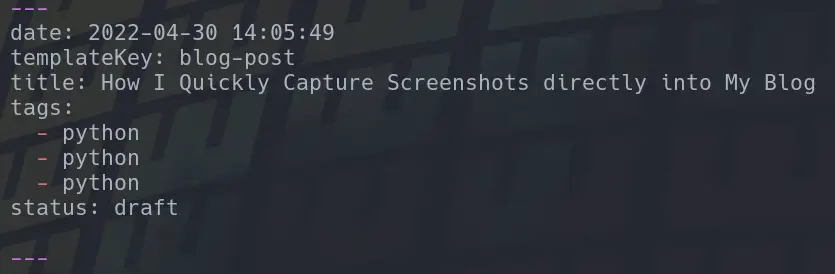 ---
date: 2022-04-30 14:05:49
templateKey: blog-post
title: How I Quickly Capture Screenshots directly into My Blog
tags:
  - python
  - python
  - python
status: draft

---